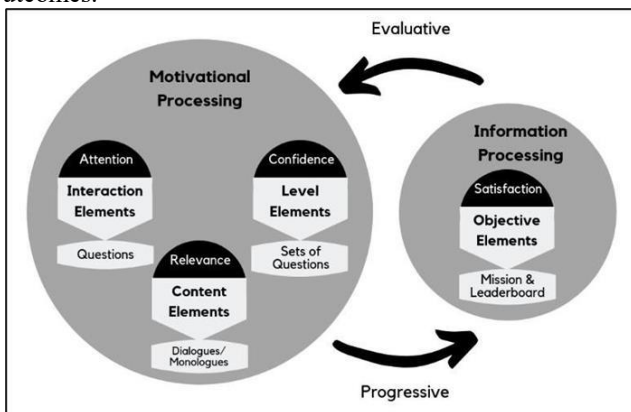 Evaluative
Motivational
Processing
Attention
Interaction
Elements
Questions
Confidence
Level
Elements
Sets of
Questions
Relevance
Content
Elements
Dialogues/
Monologues
Information
Processing
Satisfaction
Objective
Elements
Mission &
Leaderboard
Progressive